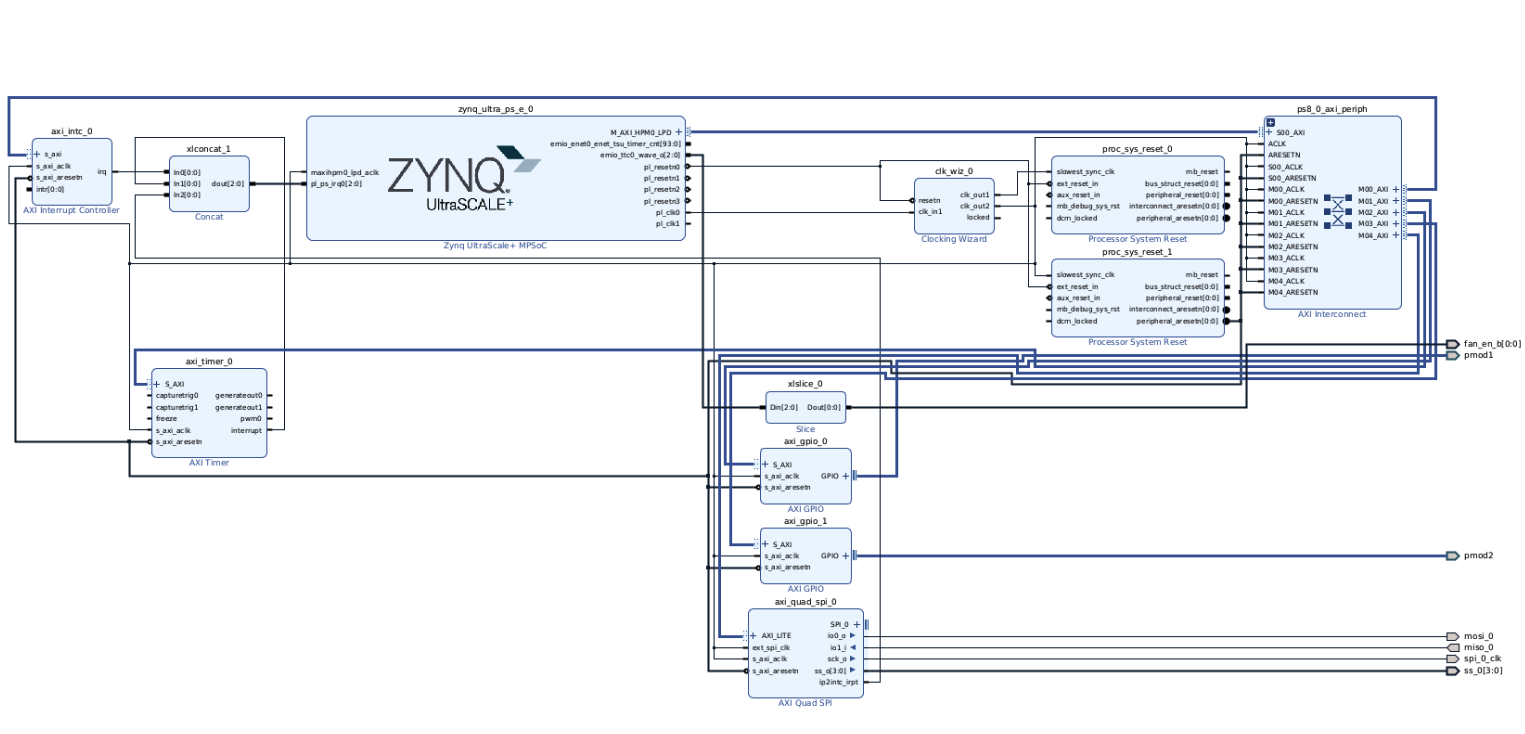 axi_intc_0
s_axi
s_axi_aclk
s_axi_aresetn
intr[0:0]
irq
AXI Interrupt Controller
xlconcat_1
In0[0:0]
In1[0:0]
In2[0:0]
dout[2:0]
Concat
zynq_ultra_ps_e_0
maxihpm0_lpd_aclk
pl_ps_irq0[2:0]
ZYNQ
UltraSCALE+
M_AXI_HPM0_LPD
emio_enet0_enet_tsu_timer_cnt[93:0]
emio_ttc0_wave_o[2:0]
pl_resetn0
pl_resetn1
pl_resetn2
pl_resetn3
pl_clk0
pl_clk1
Zynq UltraScale+ MPSoC
clk_wiz_0
resetn
clk_in1
clk_out1
clk_out2
locked
Clocking Wizard
proc_sys_reset_0
slowest_sync_clk
ext_reset_in
aux_reset_in
mb_debug_sys_rst
dcm_locked
mb_reset
bus_struct_reset[0:0]
peripheral_reset[0:0]
interconnect_aresetn[0:0]
peripheral_aresetn[0:0]
Processor System Reset
proc_sys_reset_1
slowest_sync_clk
ext_reset_in
aux_reset_in
mb_debug_sys_rst
dcm_locked
mb_reset
bus_struct_reset[0:0]
peripheral_reset[0:0]
interconnect_aresetn[0:0]
peripheral_aresetn[0:0]
Processor System Reset
ps8_0_axi_periph
S00_AXI
ACLK
ARESETN
S00_ACLK
S00_ARESETN
M00_ACLK
M00_ARESETN
M01_ACLK
M01_ARESETN
M02_ACLK
M02_ARESETN
M03_ACLK
M03_ARESETN
M04_ACLK
M04_ARESETN
M00_AXI
M01_AXI
M02_AXI
M03_AXI
M04_AXI
AXI Interconnect
fan_en_b[0:0]
pmod1
axi_timer_0
S_AXI
capturetrig0
capturetrig1
freeze
s_axi_aclk
s_axi_aresetn
generateout0
generateout1
pwm0
interrupt
AXI Timer
xlslice_0
Din[2:0]
Dout[0:0]
Slice
axi_gpio_0
S_AXI
s_axi_aclk
s_axi_aresetn
GPIO
AXI GPIO
axi_gpio_1
S_AXI
s_axi_aclk
s_axi_aresetn
GPIO
AXI GPIO
pmod2
axi_quad_spi_0
AXI_LITE
ext_spi_clk
s_axi_aclk
s_axi_aresetn
SPI_0
io0_o
io1_i
sck_o
ss_o[3:0]
ip2intc_irpt
AXI Quad SPI
mosi_0
miso_0
spi_0_clk
ss_0[3:0]